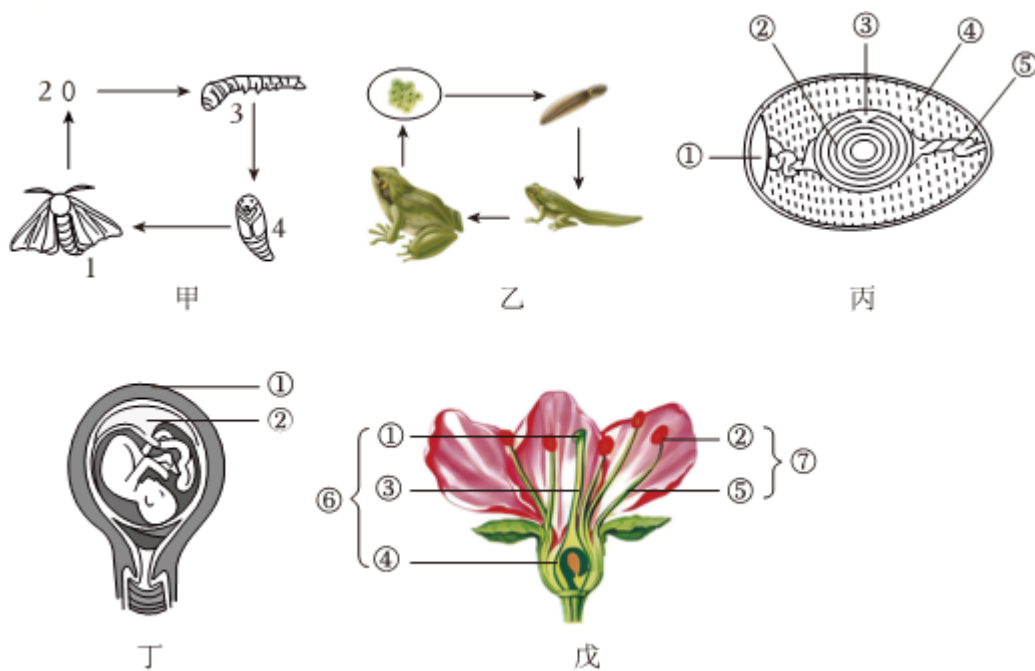 ② ③ ④ ⑤ ①
2 0 3 4 1
甲 乙 丙
① ②
⑥ ① ③ ④ ② ⑤ ⑦
丁 戊